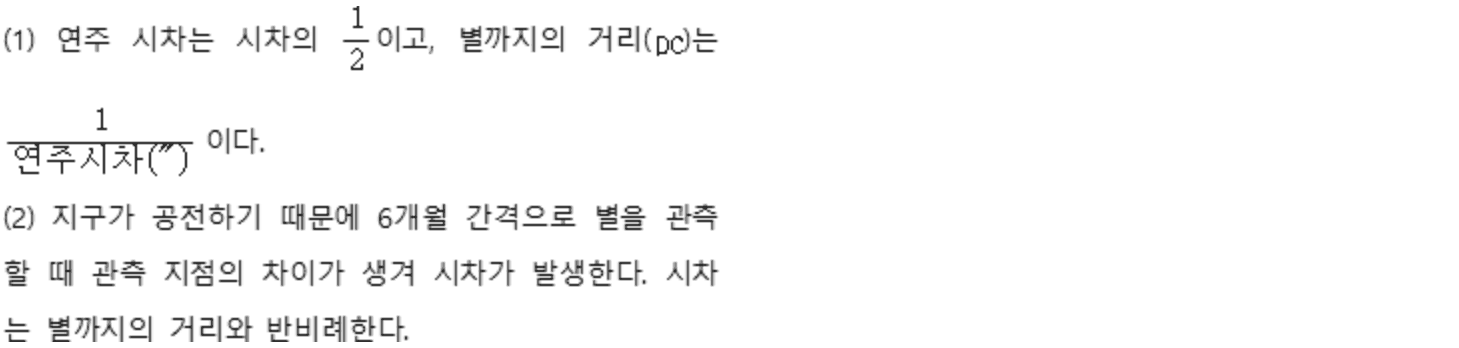 (1) 연주 시차는 시차의 1/2 이고, 별까지의 거리(pc)는
1/연주시차(″) 이다.
(2) 지구가 공전하기 때문에 6개월 간격으로 별을 관측
할 때 관측 지점의 차이가 생겨 시차가 발생한다. 시차
는 별까지의 거리와 반비례한다.